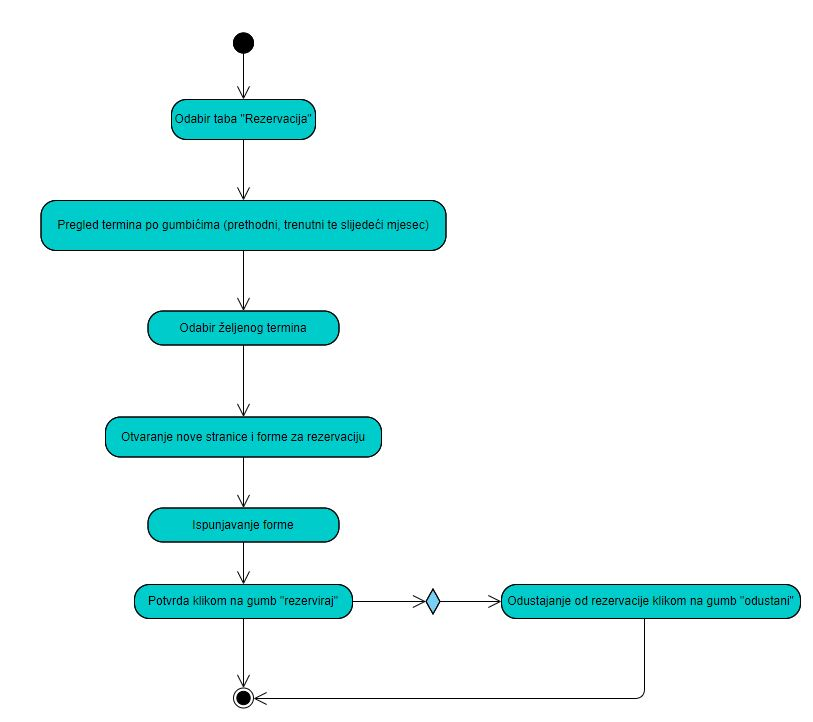 Odabir taba "Rezervacija"
Pregled termina po gumbićima (prethodni, trenutni te slijedeći mjesec)
Odabir željenog termina
Otvaranje nove stranice i forme za rezervaciju
Ispunjavanje forme
Potvrda klikom na gumb "rezerviraj"
Odustajanje od rezervacije klikom na gumb "odustani"